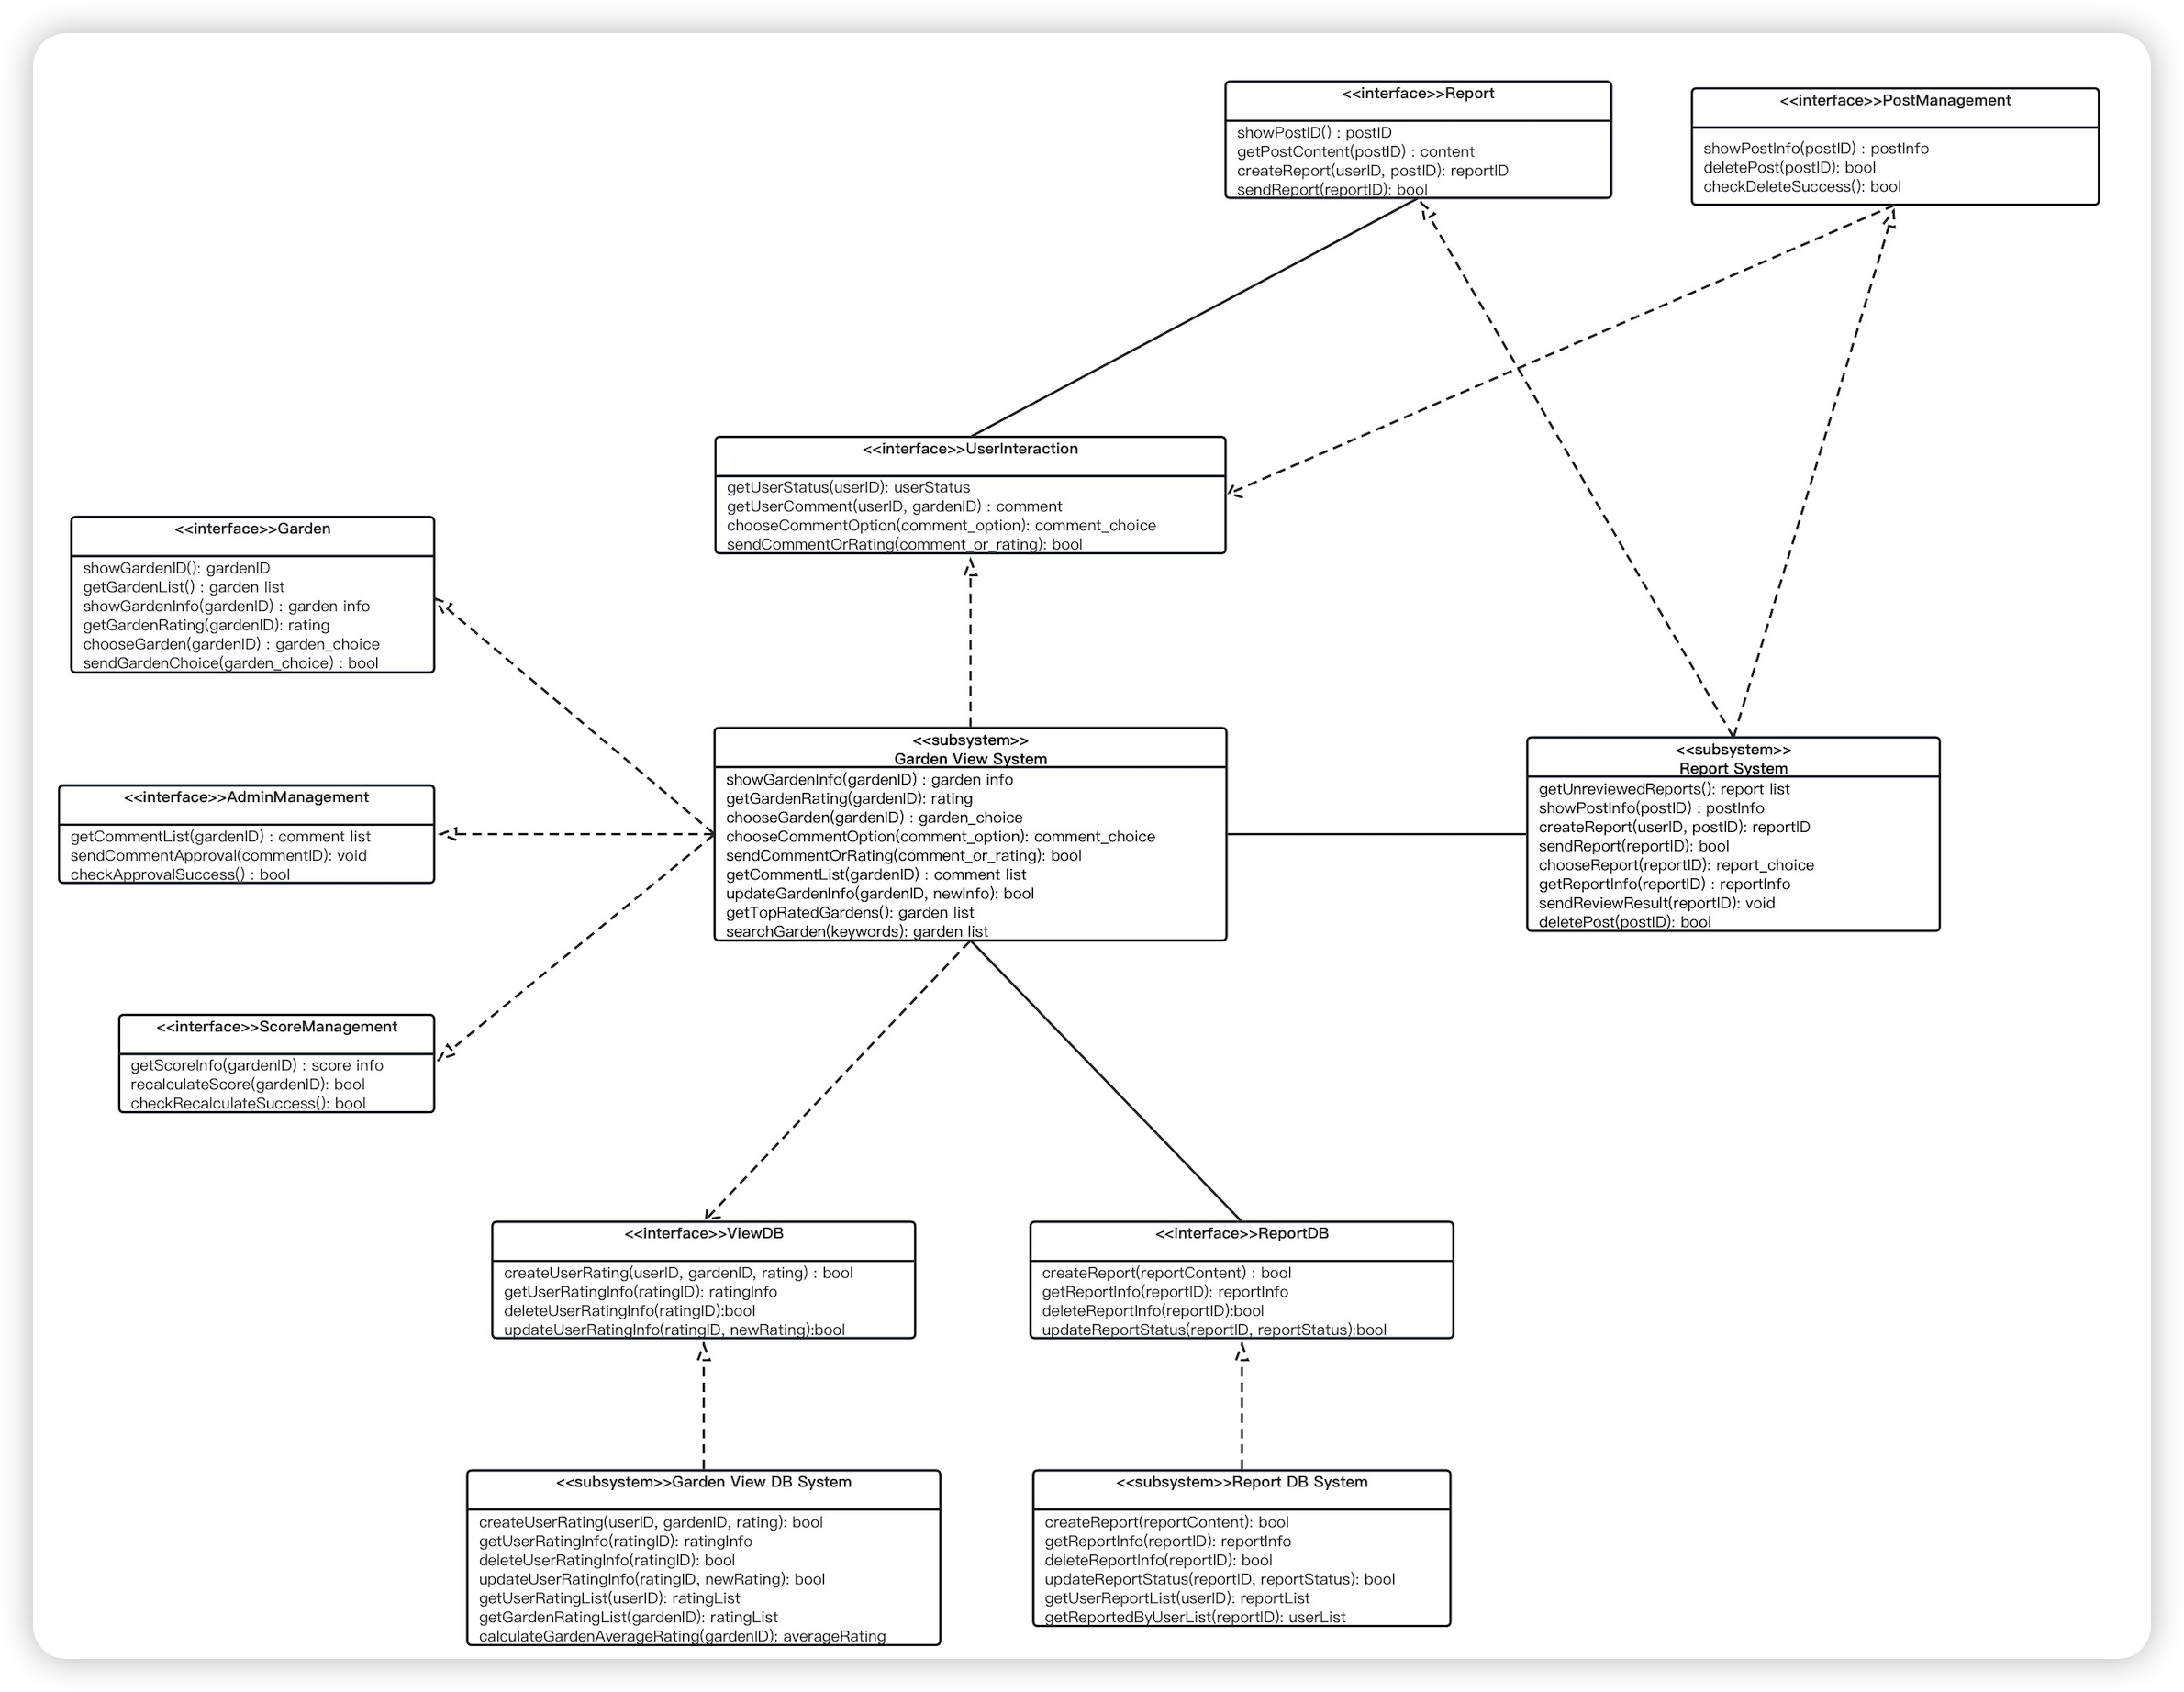 <<interface>>Report
showPostID() : postID
getPostContent(postID) : content
createReport(userID, postID): reportID
sendReport(reportID): bool
<<interface>>PostManagement
showPostInfo(postID) : postInfo
deletePost(postID): bool
checkDeleteSuccess(): bool
<<interface>>UserInteraction
getUserStatus(userID): userStatus
getUserComment(userID, gardenID) : comment
chooseCommentOption(comment_option): comment_choice
sendCommentOrRating(comment_or_rating): bool
<<interface>>Garden
showGardenID(): gardenID
getGardenList() : garden list
showGardenInfo(gardenID) : garden info
getGardenRating(gardenID): rating
chooseGarden(gardenID) : garden_choice
sendGardenChoice(garden_choice) : bool
<<interface>>AdminManagement
getCommentList(gardenID) : comment list
sendCommentApproval(commentID): void
checkApprovalSuccess() : bool
<<subsystem>>
Garden View System
showGardenInfo(gardenID) : garden info
getGardenRating(gardenID): rating
chooseGarden(gardenID) : garden_choice
chooseCommentOption(comment_option): comment_choice
sendCommentOrRating(comment_or_rating): bool
getCommentList(gardenID) : comment list
updateGardenInfo(gardenID, newInfo): bool
getTopRatedGardens(): garden list
searchGarden(keywords): garden list
<<subsystem>>
Report System
getUnreviewedReports(): report list
showPostInfo(postID) : postInfo
createReport(userID, postID): reportID
sendReport(reportID): bool
chooseReport(reportID): report_choice
getReportInfo(reportID) : reportInfo
sendReviewResult(reportID): void
deletePost(postID): bool
<<interface>>ScoreManagement
getScoreInfo(gardenID) : score info
recalculateScore(gardenID): bool
checkRecalculateSuccess(): bool
<<interface>>ViewDB
createUserRating(userID, gardenID, rating) : bool
getUserRatingInfo(ratingID): ratingInfo
deleteUserRatingInfo(ratingID):bool
updateUserRatingInfo(ratingID, newRating):bool
<<interface>>ReportDB
createReport(reportContent) : bool
getReportInfo(reportID): reportInfo
deleteReportInfo(reportID):bool
updateReportStatus(reportID, reportStatus):bool
<<subsystem>>Garden View DB System
createUserRating(userID, gardenID, rating): bool
getUserRatingInfo(ratingID): ratingInfo
deleteUserRatingInfo(ratingID): bool
updateUserRatingInfo(ratingID, newRating): bool
getUserRatingList(userID): ratingList
getGardenRatingList(gardenID): ratingList
calculateGardenAverageRating(gardenID): averageRating
<<subsystem>>Report DB System
createReport(reportContent): bool
getReportInfo(reportID): reportInfo
deleteReportInfo(reportID): bool
updateReportStatus(reportID, reportStatus): bool
getUserReportList(userID): reportList
getReportedByUserList(reportID): userList